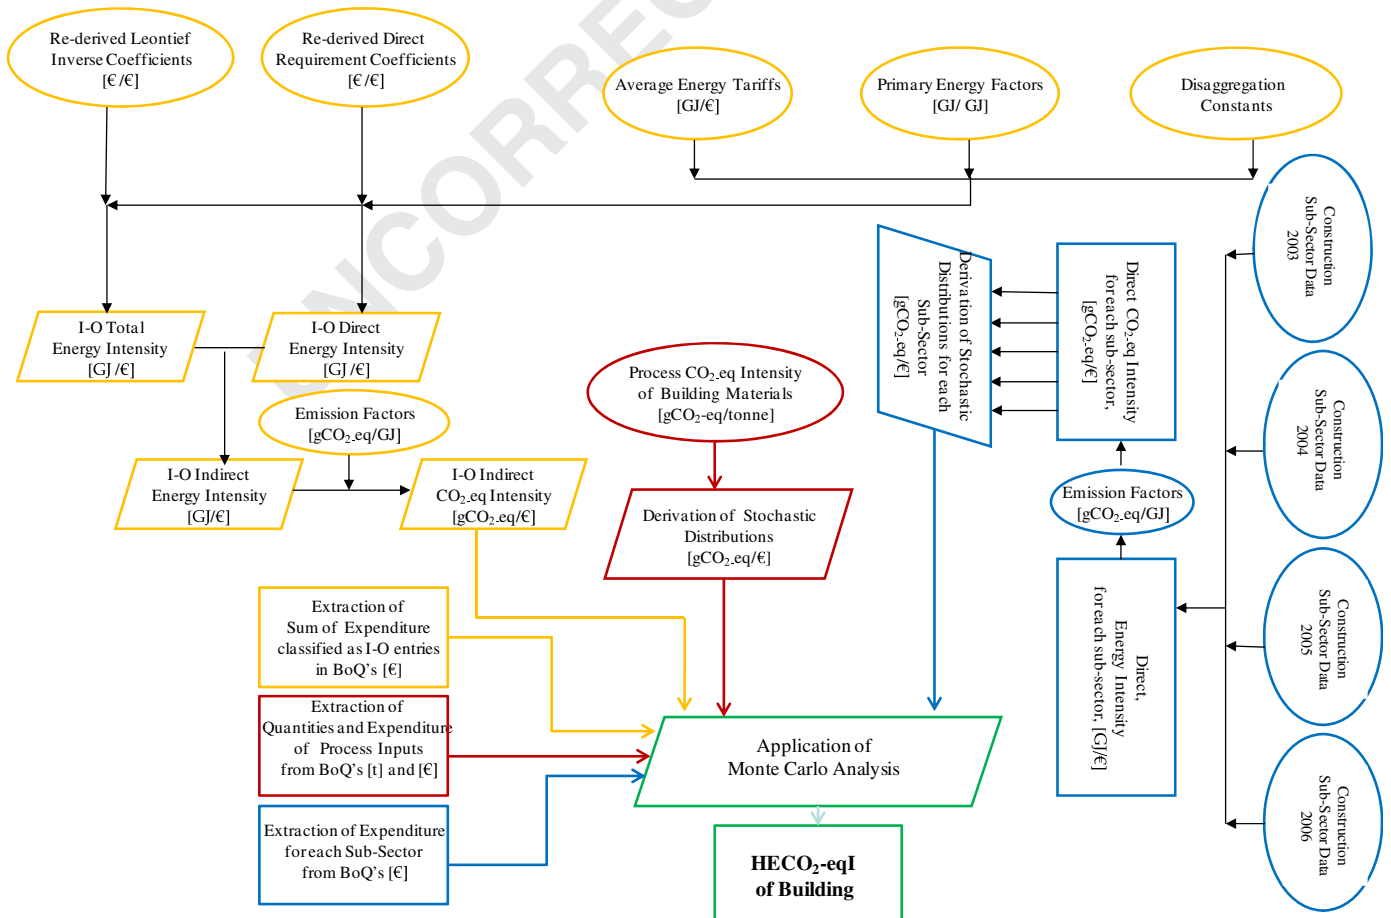 UNCORREC
Re-derived Leontief
Inverse Coefficients
[€/€]
Re-derived Direct
Requirement Coefficients
[€/€]
Average Energy Tariffs
[GJ/€]
Primary Energy Factors
[GJ/ GJ]
Disaggregation
Constants
Construction
Sub-Sector Data
2003
Construction
Sub-Sector Data
2004
Construction
Sub-Sector Data
2005
Construction
Sub-Sector Data
2006
Derivation of Stochastic
Distributions for each
Sub-Sector
[gCO₂-eq/€]
Direct CO₂-eq Intensity
for each sub-sector,
[gCO₂-eq/€]
Emission Factors
[gCO₂-eq/GJ]
Direct,
Energy Intensity
for each sub-sector, [GJ/€]
I-O Total
Energy Intensity
[GJ/€]
I-O Direct
Energy Intensity
[GJ/€]
Emission Factors
[gCO₂-eq/GJ]
I-O Indirect
Energy Intensity
[GJ/€]
I-O Indirect
CO₂-eq Intensity
[gCO₂-eq/€]
Process CO₂-eq Intensity
of Building Materials
[gCO₂-eq/tonne]
Derivation of Stochastic
Distributions
[gCO₂-eq/€]
Extraction of
Sum of Expenditure
classified as I-O entries
in BoQ's [€]
Extraction of
Quantities and Expenditure
of Process Inputs
from BoQ's [t] and [€]
Extraction of Expenditure
for each Sub-Sector
from BoQ's [€]
Application of
Monte Carlo Analysis
HECO₂-eqI
of Building